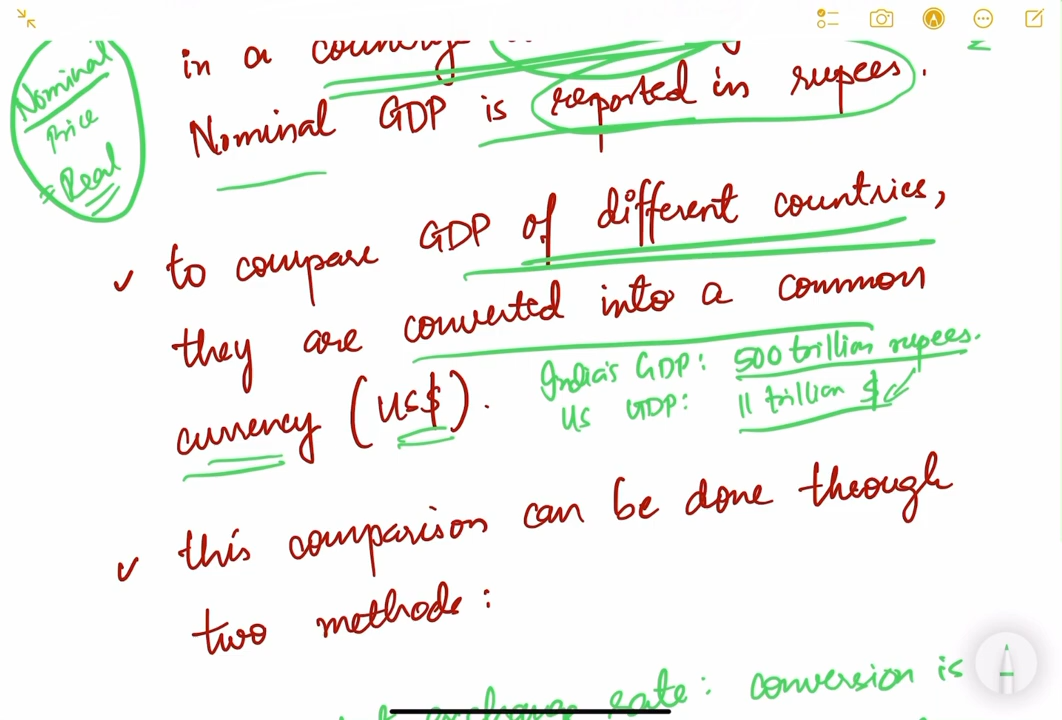 in a country
Nominal GDP is reported in rupees.
Nominal
Price
= Real
✓ to compare GDP of different countries,
they are converted into a common
currency (US$).
India's GDP: 500 trillion rupees.
US GDP: 11 trillion $
✓ this comparison can be done through
two methods:
exchange rate: conversion is